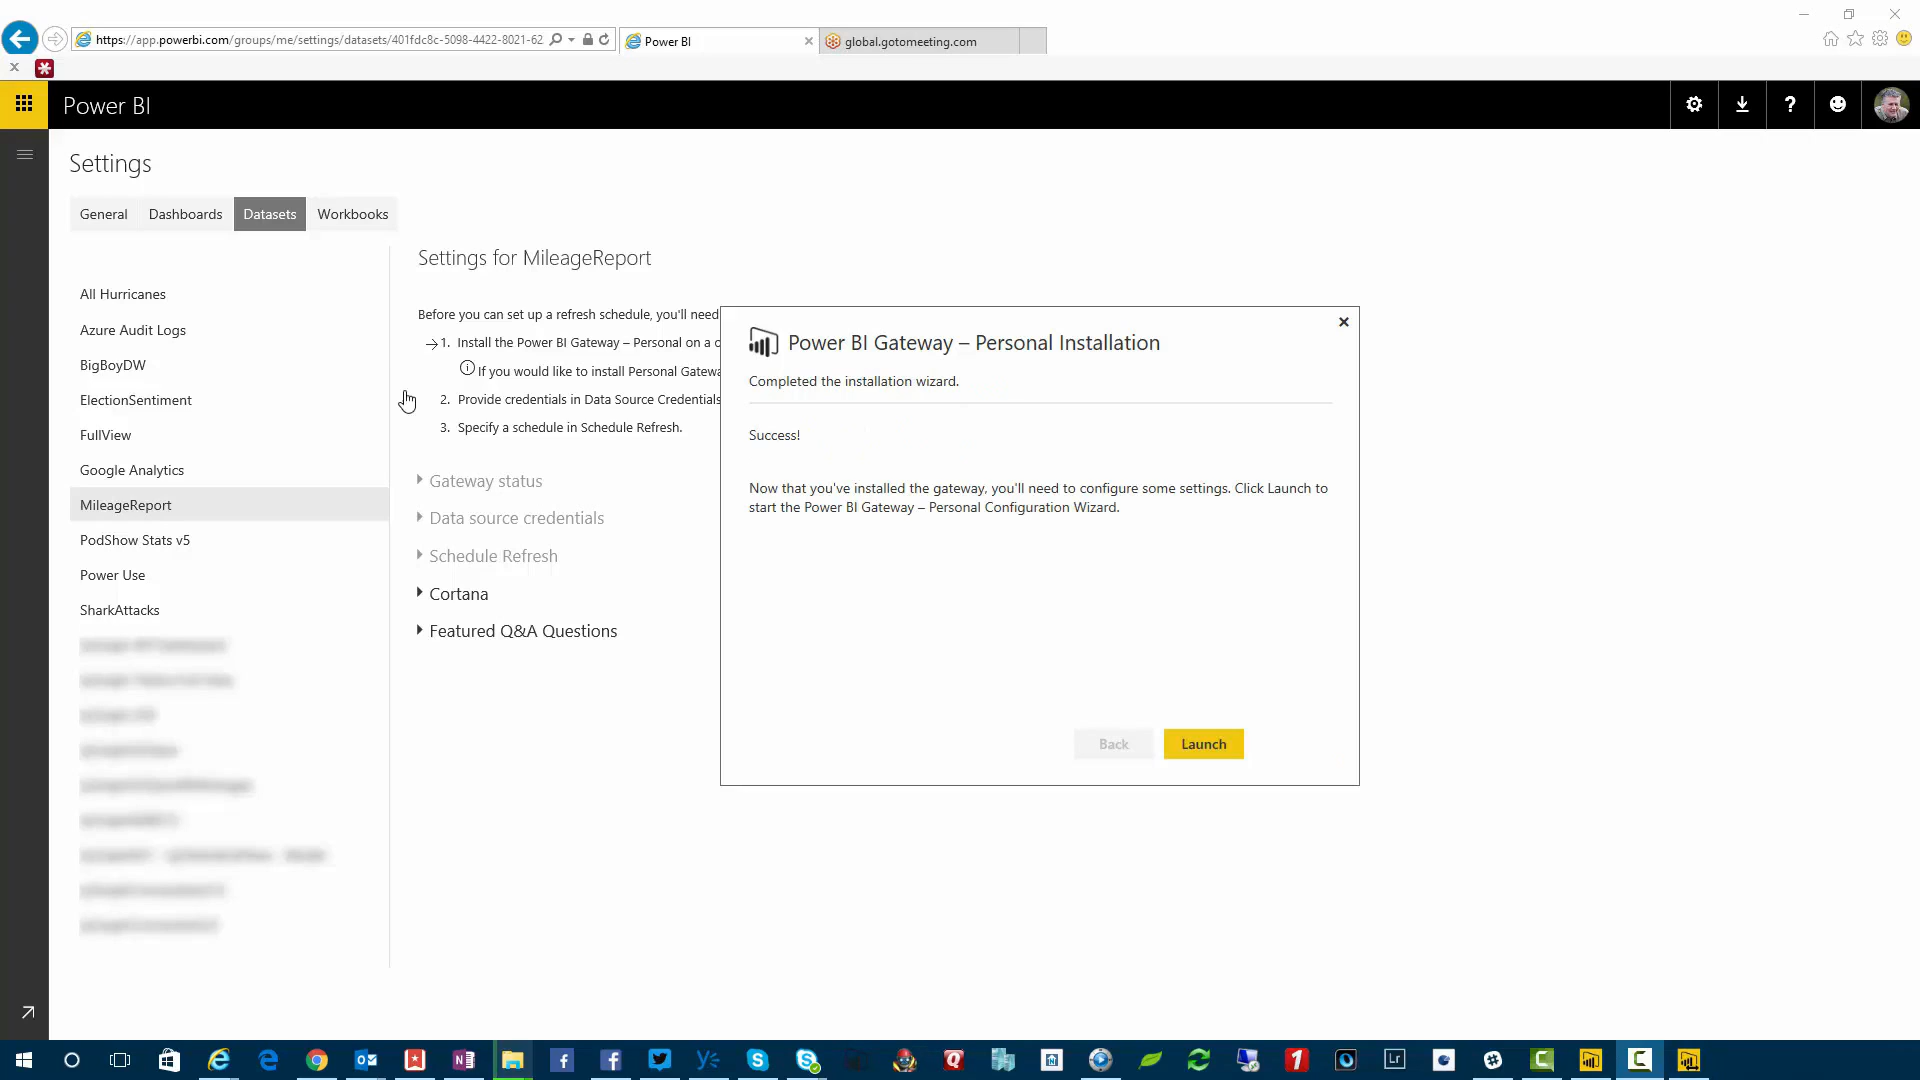 https://app.powerbi.com/groups/me/settings/datasets/401fdc8c-5098-4422-8021-62
Power BI
global.gotomeeting.com
Power BI
Settings
General
Dashboards
Datasets
Workbooks
All Hurricanes
Azure Audit Logs
BigBoyDW
ElectionSentiment
FullView
Google Analytics
MileageReport
PodShow Stats v5
Power Use
SharkAttacks
Settings for MileageReport
Before you can set up a refresh schedule, you'll need
1. Install the Power BI Gateway – Personal on a c
If you would like to install Personal Gatewa
2. Provide credentials in Data Source Credentials
3. Specify a schedule in Schedule Refresh.
Gateway status
Data source credentials
Schedule Refresh
Cortana
Featured Q&A Questions
Power BI Gateway – Personal Installation
Completed the installation wizard.
Success!
Now that you've installed the gateway, you'll need to configure some settings. Click Launch to
start the Power BI Gateway – Personal Configuration Wizard.
Back
Launch